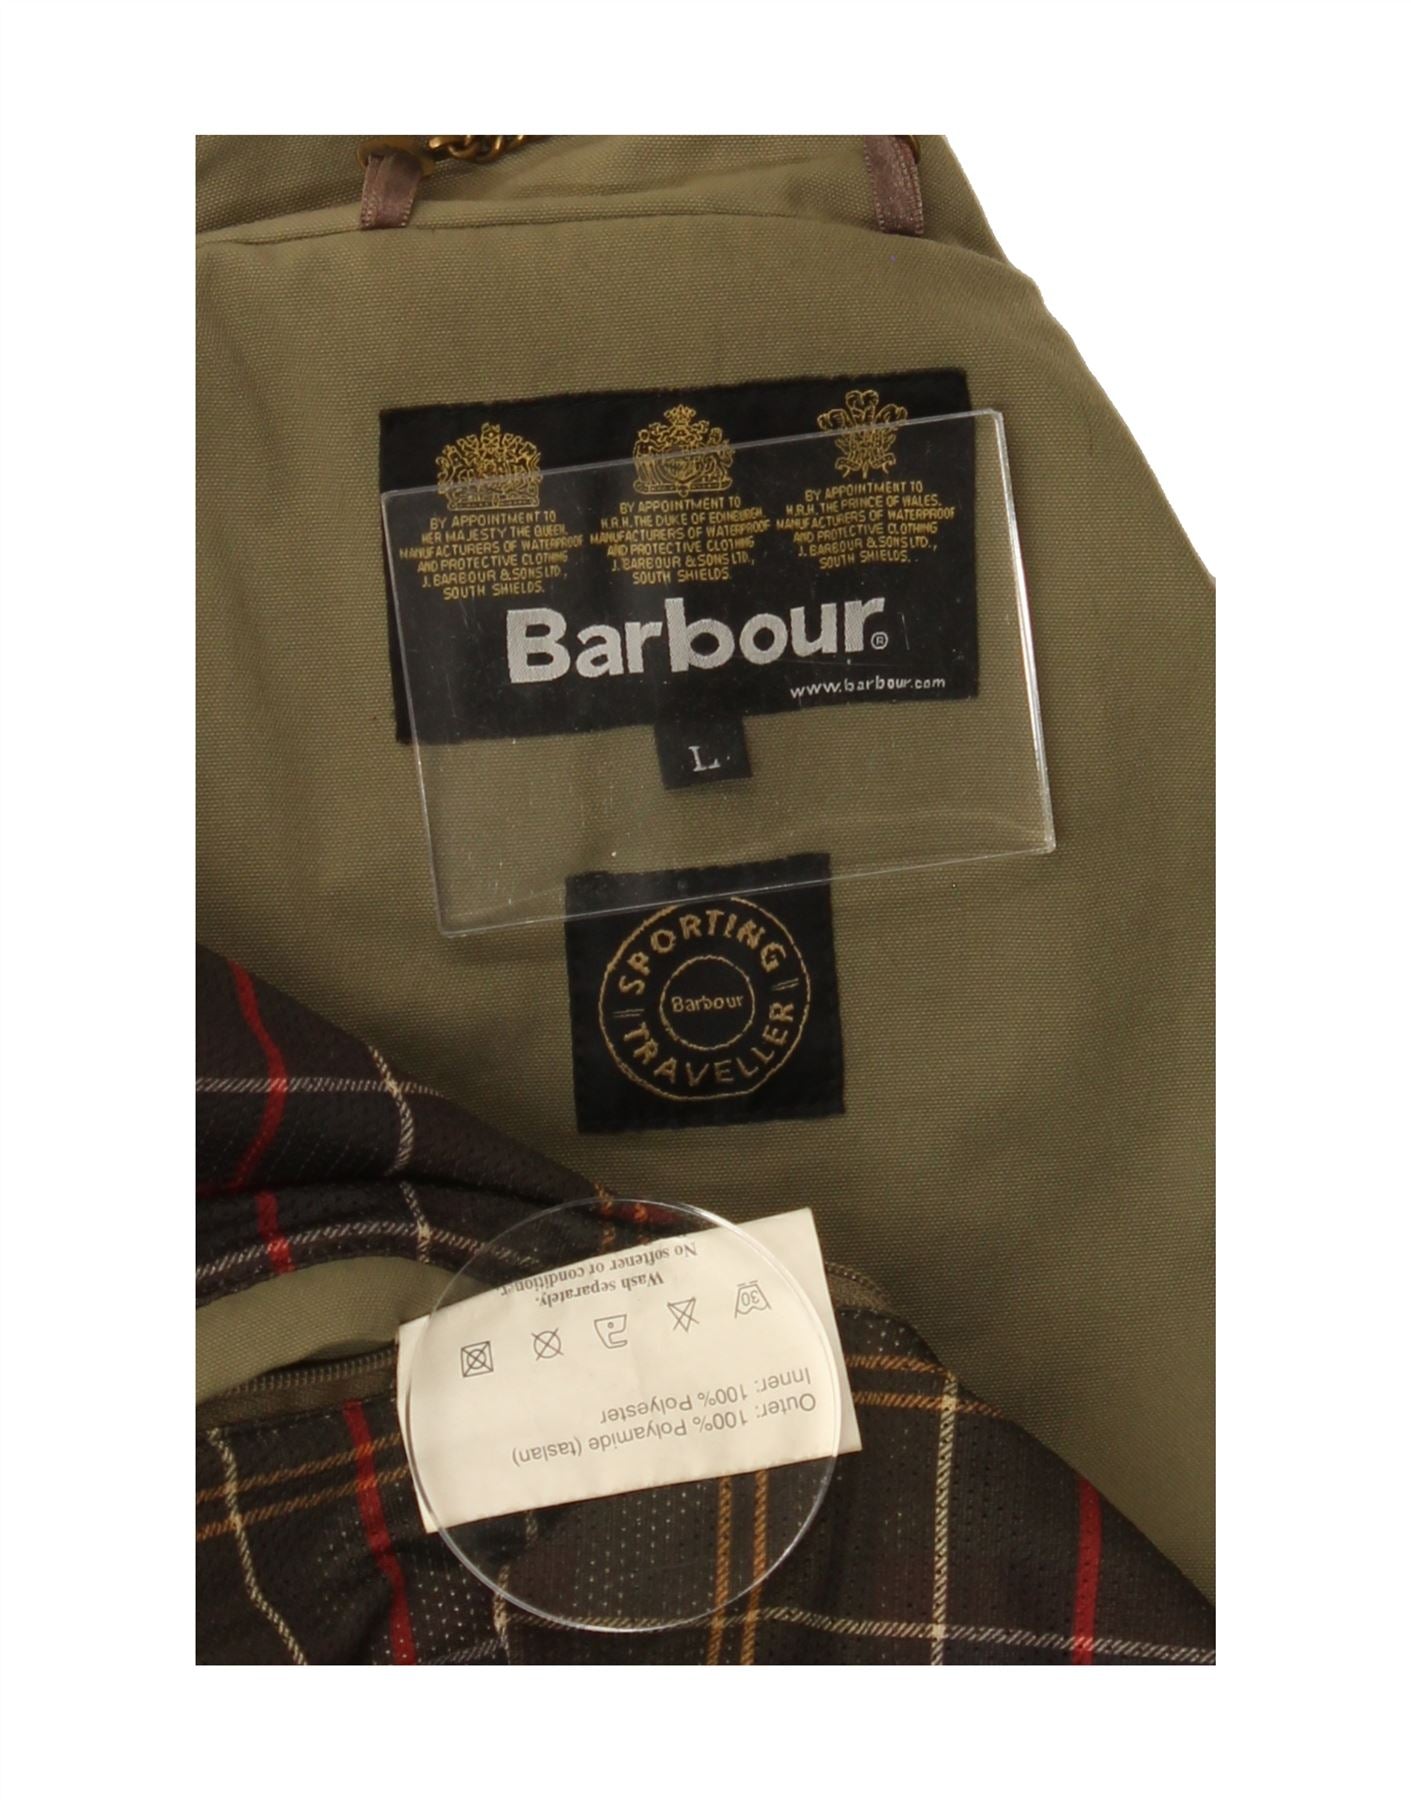 BY APPOINTMENT TO
HER MAJESTY THE QUEEN.
MANUFACTURERS OF WATERPROOF
AND PROTECTIVE CLOTHING
J. BARBOUR & SONS LTD.,
SOUTH SHIELDS.
BY APPOINTMENT TO
H.R.H. THE DUKE OF EDINBURGH.
MANUFACTURERS OF WATERPROOF
AND PROTECTIVE CLOTHING
J. BARBOUR & SONS LTD.,
SOUTH SHIELDS.
BY APPOINTMENT TO
H.R.H. THE PRINCE OF WALES.
MANUFACTURERS OF WATERPROOF
AND PROTECTIVE CLOTHING
J. BARBOUR & SONS LTD.,
SOUTH SHIELDS.
Barbour®
www.barbour.com
L
SPORTING
Barbour
TRAVELLER
Outer: 100% Polyamide (taslan)
Inner: 100% Polyester
30
Wash separately.
No softener or conditioner.